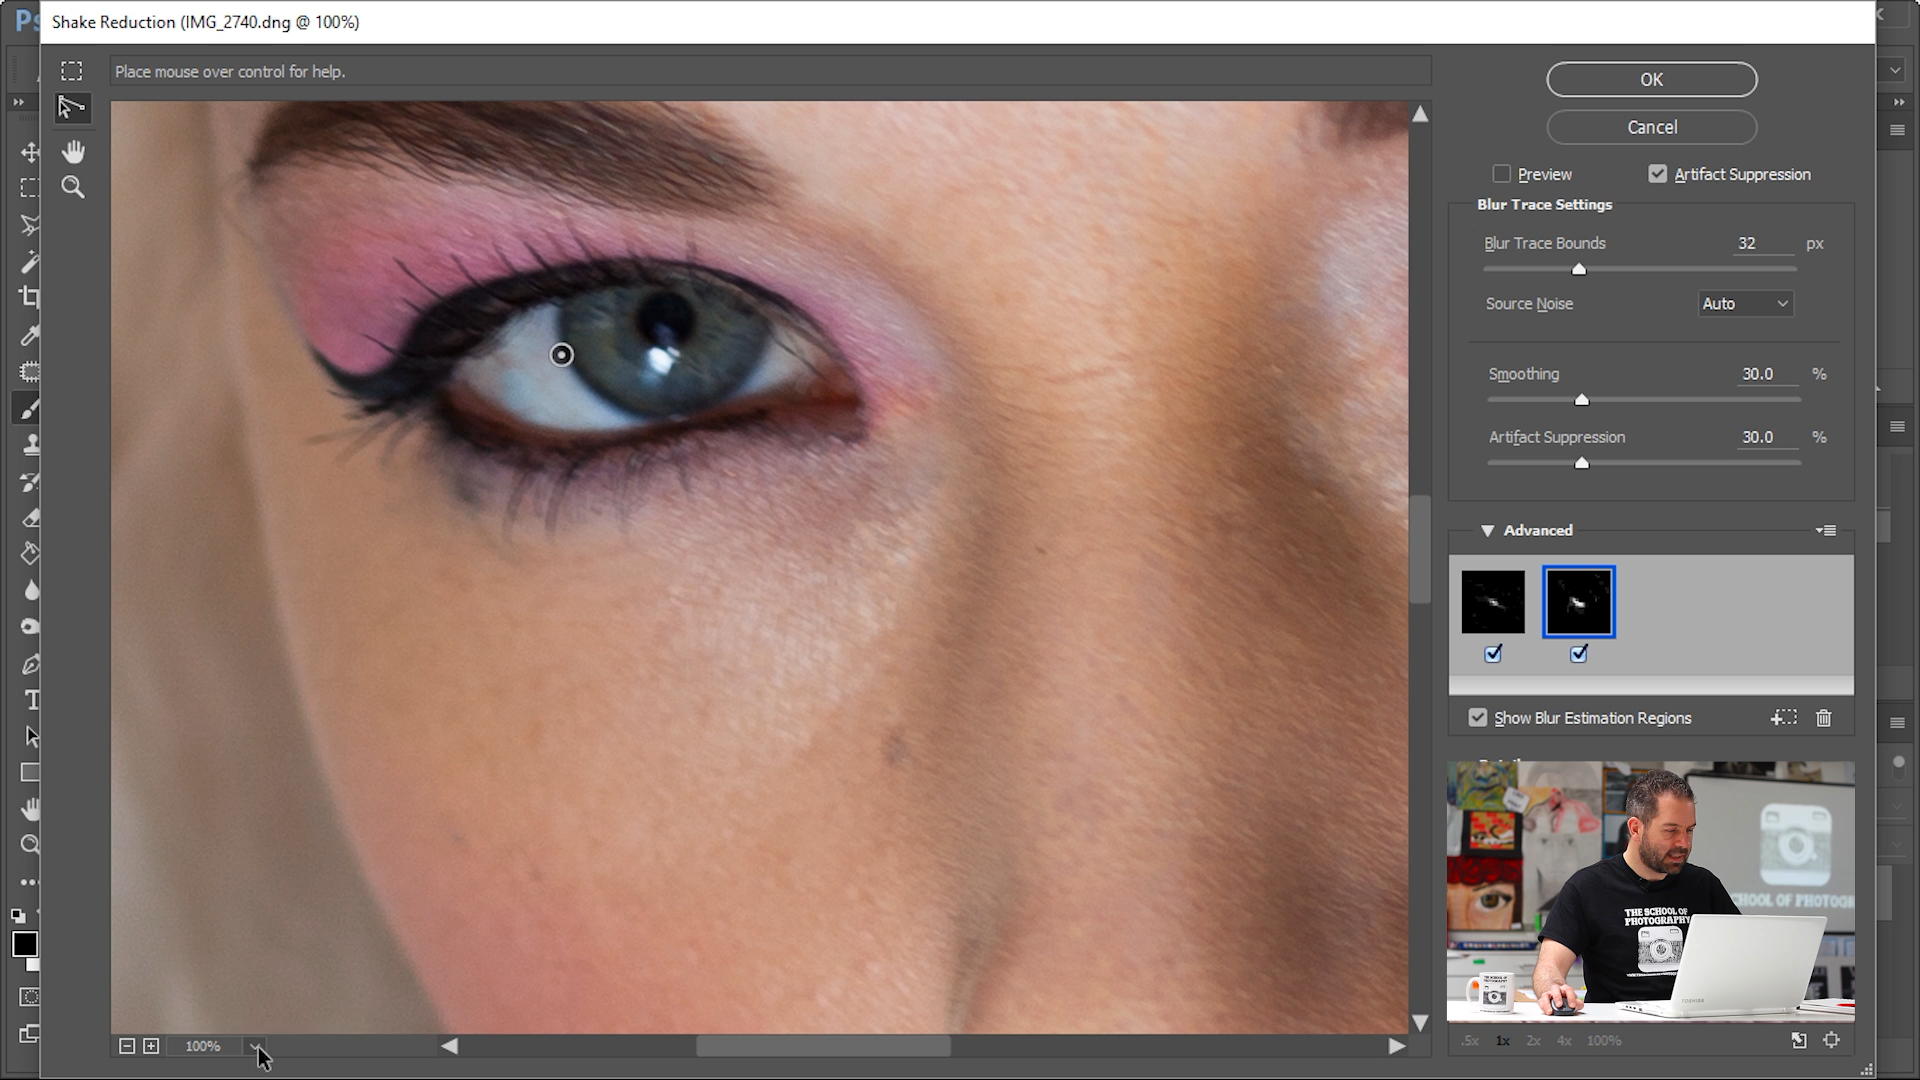 Ps
Shake Reduction (IMG_2740.dng @ 100%)
Place mouse over control for help.
OK
Cancel
Preview
Artifact Suppression
Blur Trace Settings
Blur Trace Bounds 32 px
Source Noise Auto
Smoothing 30.0 %
Artifact Suppression 30.0 %
Advanced
Show Blur Estimation Regions
THE SCHOOL OF
PHOTOGRAPHY
TOSHIBA
100%
.5x 1x 2x 4x 100%